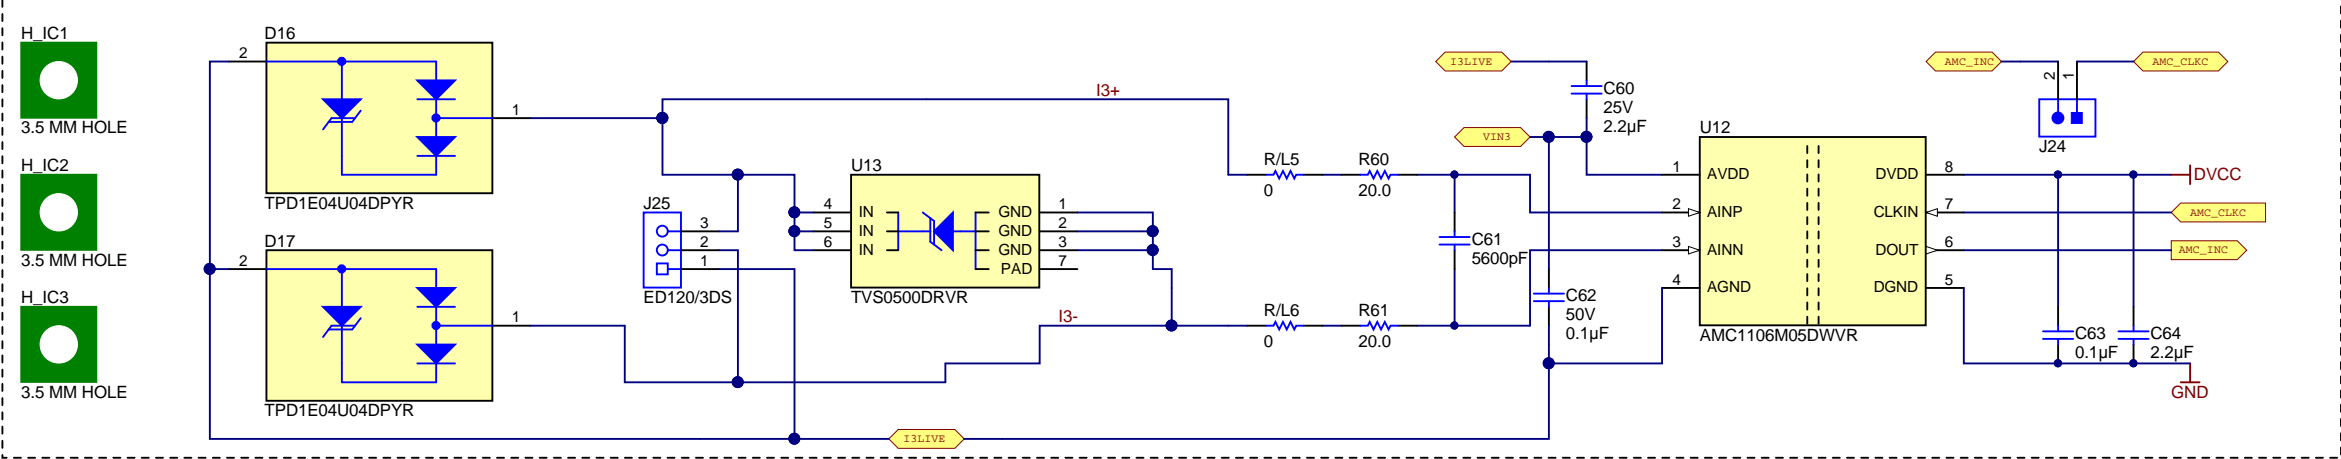 H_IC1
3.5 MM HOLE
H_IC2
3.5 MM HOLE
H_IC3
3.5 MM HOLE
D16
2
1
TPD1E04U04DPYR
D17
2
1
TPD1E04U04DPYR
J25
3
2
1
ED120/3DS
U13
4 IN GND 1
5 IN GND 2
6 IN GND 3
PAD 7
TVS0500DRVR
I3+
I3-
I3LIVE
R/L5
0
R60
20.0
R/L6
0
R61
20.0
C61
5600pF
I3LIVE
VIN3
C60
25V
2.2µF
C62
50V
0.1µF
U12
1 AVDD DVDD 8
2 AINP CLKIN 7
3 AINN DOUT 6
4 AGND DGND 5
AMC1106M05DWVR
AMC_INC
AMC_CLKC
2
1
J24
DVCC
AMC_CLKC
AMC_INC
C63
0.1µF
C64
2.2µF
GND